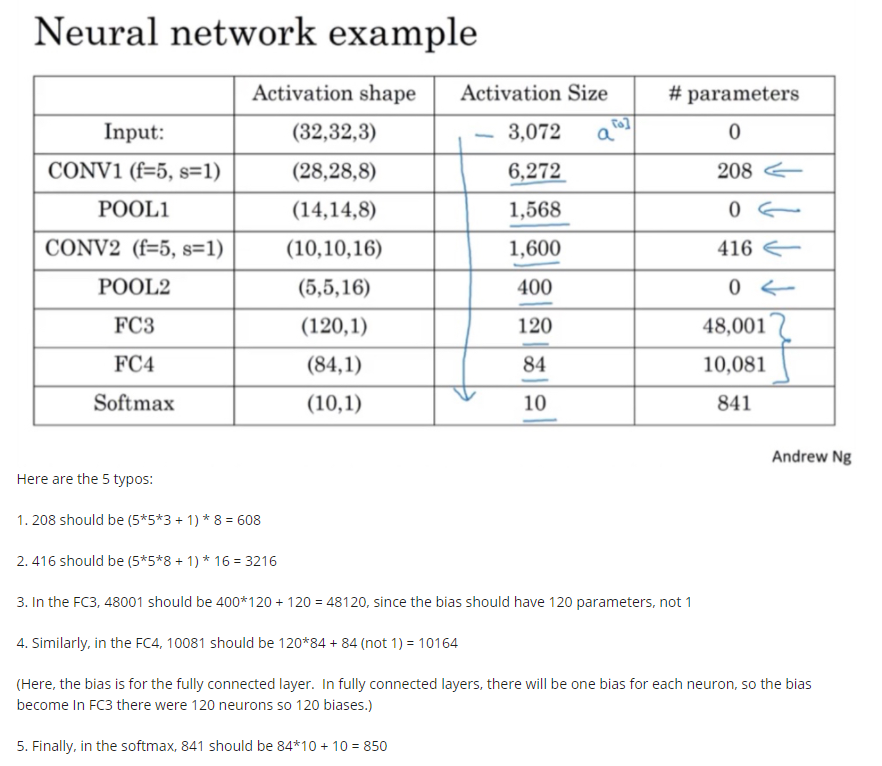 Neural network example
Activation shape Activation Size # parameters
Input: (32,32,3) 3,072 a[0] 0
CONV1 (f=5, s=1) (28,28,8) 6,272 208
POOL1 (14,14,8) 1,568 0
CONV2 (f=5, s=1) (10,10,16) 1,600 416
POOL2 (5,5,16) 400 0
FC3 (120,1) 120 48,001
FC4 (84,1) 84 10,081
Softmax (10,1) 10 841
Andrew Ng
Here are the 5 typos:
1. 208 should be (5*5*3 + 1) * 8 = 608
2. 416 should be (5*5*8 + 1) * 16 = 3216
3. In the FC3, 48001 should be 400*120 + 120 = 48120, since the bias should have 120 parameters, not 1
4. Similarly, in the FC4, 10081 should be 120*84 + 84 (not 1) = 10164
(Here, the bias is for the fully connected layer.  In fully connected layers, there will be one bias for each neuron, so the bias
become In FC3 there were 120 neurons so 120 biases.)
5. Finally, in the softmax, 841 should be 84*10 + 10 = 850